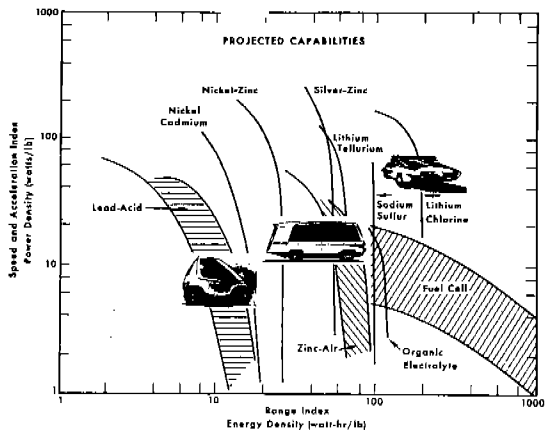 PROJECTED CAPABILITIES
1000
100
10
1
Speed and Acceleration Index
Power Density (watts/lb)
Nickel-Zinc
Silver-Zinc
Nickel
Cadmium
Lithium
Tellurium
Lead-Acid
Sodium
Sulfur
Lithium
Chlorine
Fuel Cell
Zinc-Air
Organic
Electrolyte
1
10
100
1000
Range Index
Energy Density (watt-hr/lb)